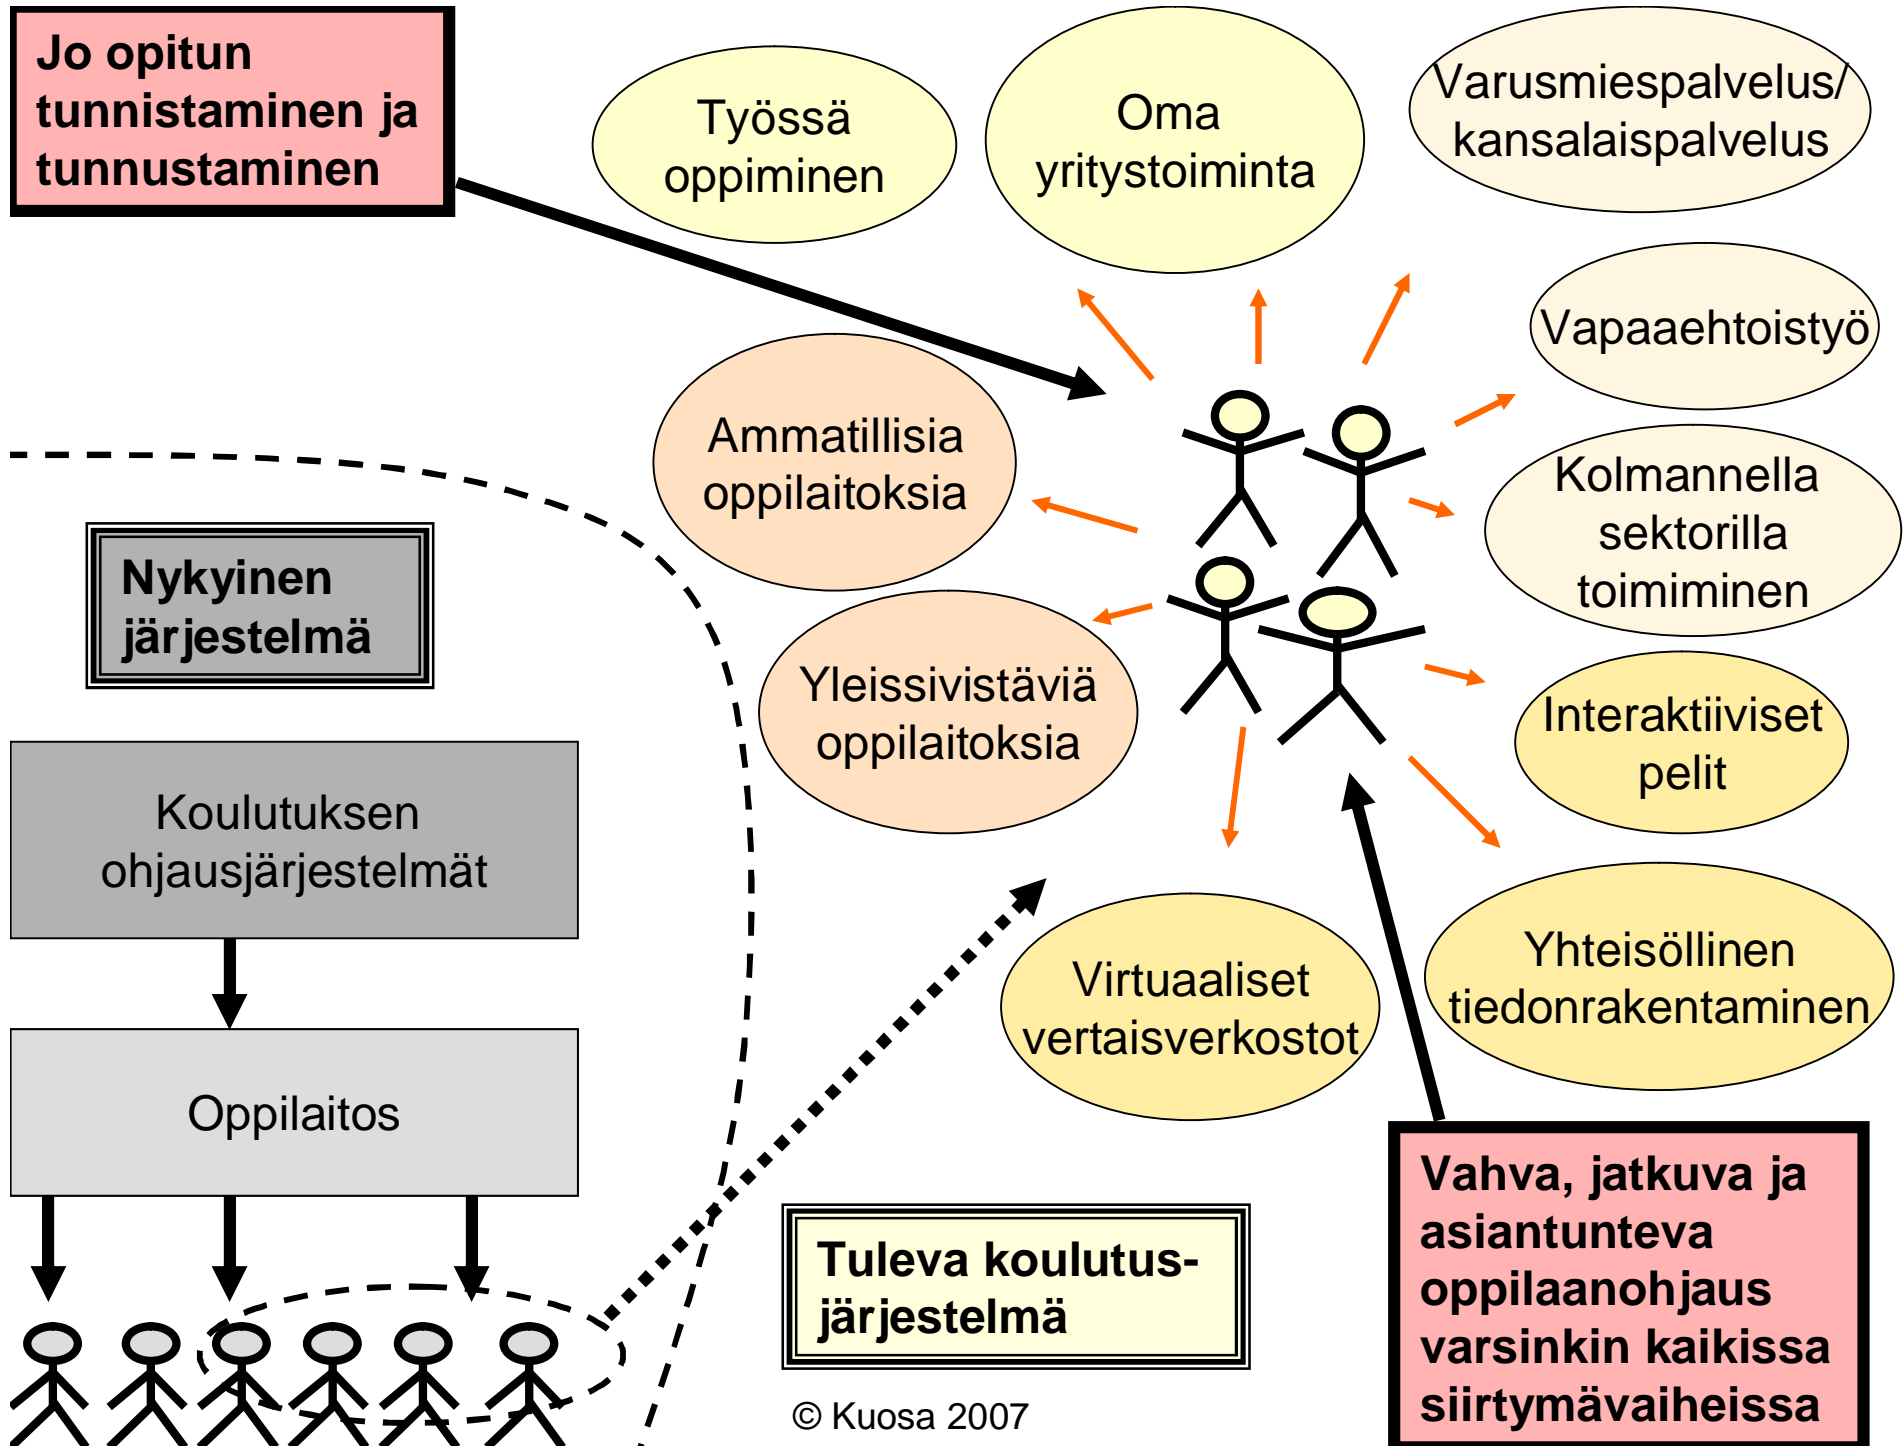 Jo opitun
tunnistaminen ja
tunnustaminen
Työssä
oppiminen
Oma
yritystoiminta
Varusmiespalvelus/
kansalaispalvelus
Vapaaehtoistyö
Ammatillisia
oppilaitoksia
Kolmannella
sektorilla
toimiminen
Nykyinen
järjestelmä
Yleissivistäviä
oppilaitoksia
Interaktiiviset
pelit
Koulutuksen
ohjausjärjestelmät
Virtuaaliset
vertaisverkostot
Yhteisöllinen
tiedonrakentaminen
Oppilaitos
Tuleva koulutus-
järjestelmä
Vahva, jatkuva ja
asiantunteva
oppilaanohjaus
varsinkin kaikissa
siirtymävaiheissa
© Kuosa 2007